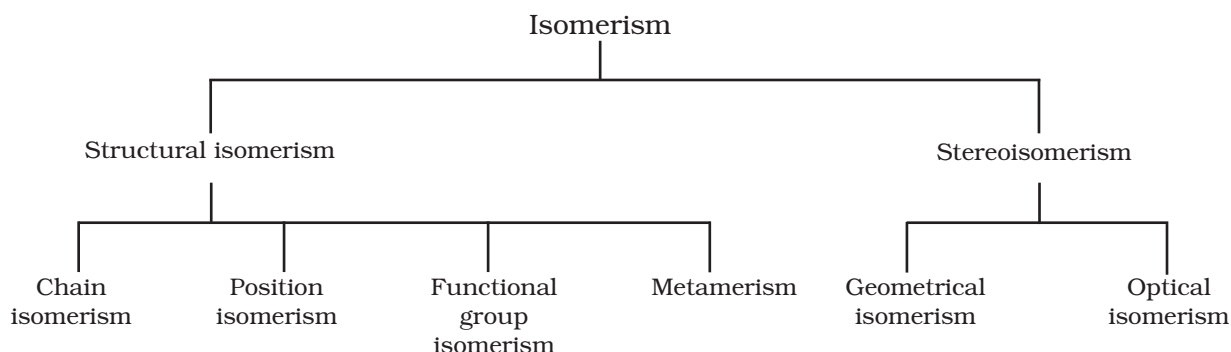 Isomerism
Structural isomerism
Stereoisomerism
Chain
isomerism
Position
isomerism
Functional
group
isomerism
Metamerism
Geometrical
isomerism
Optical
isomerism